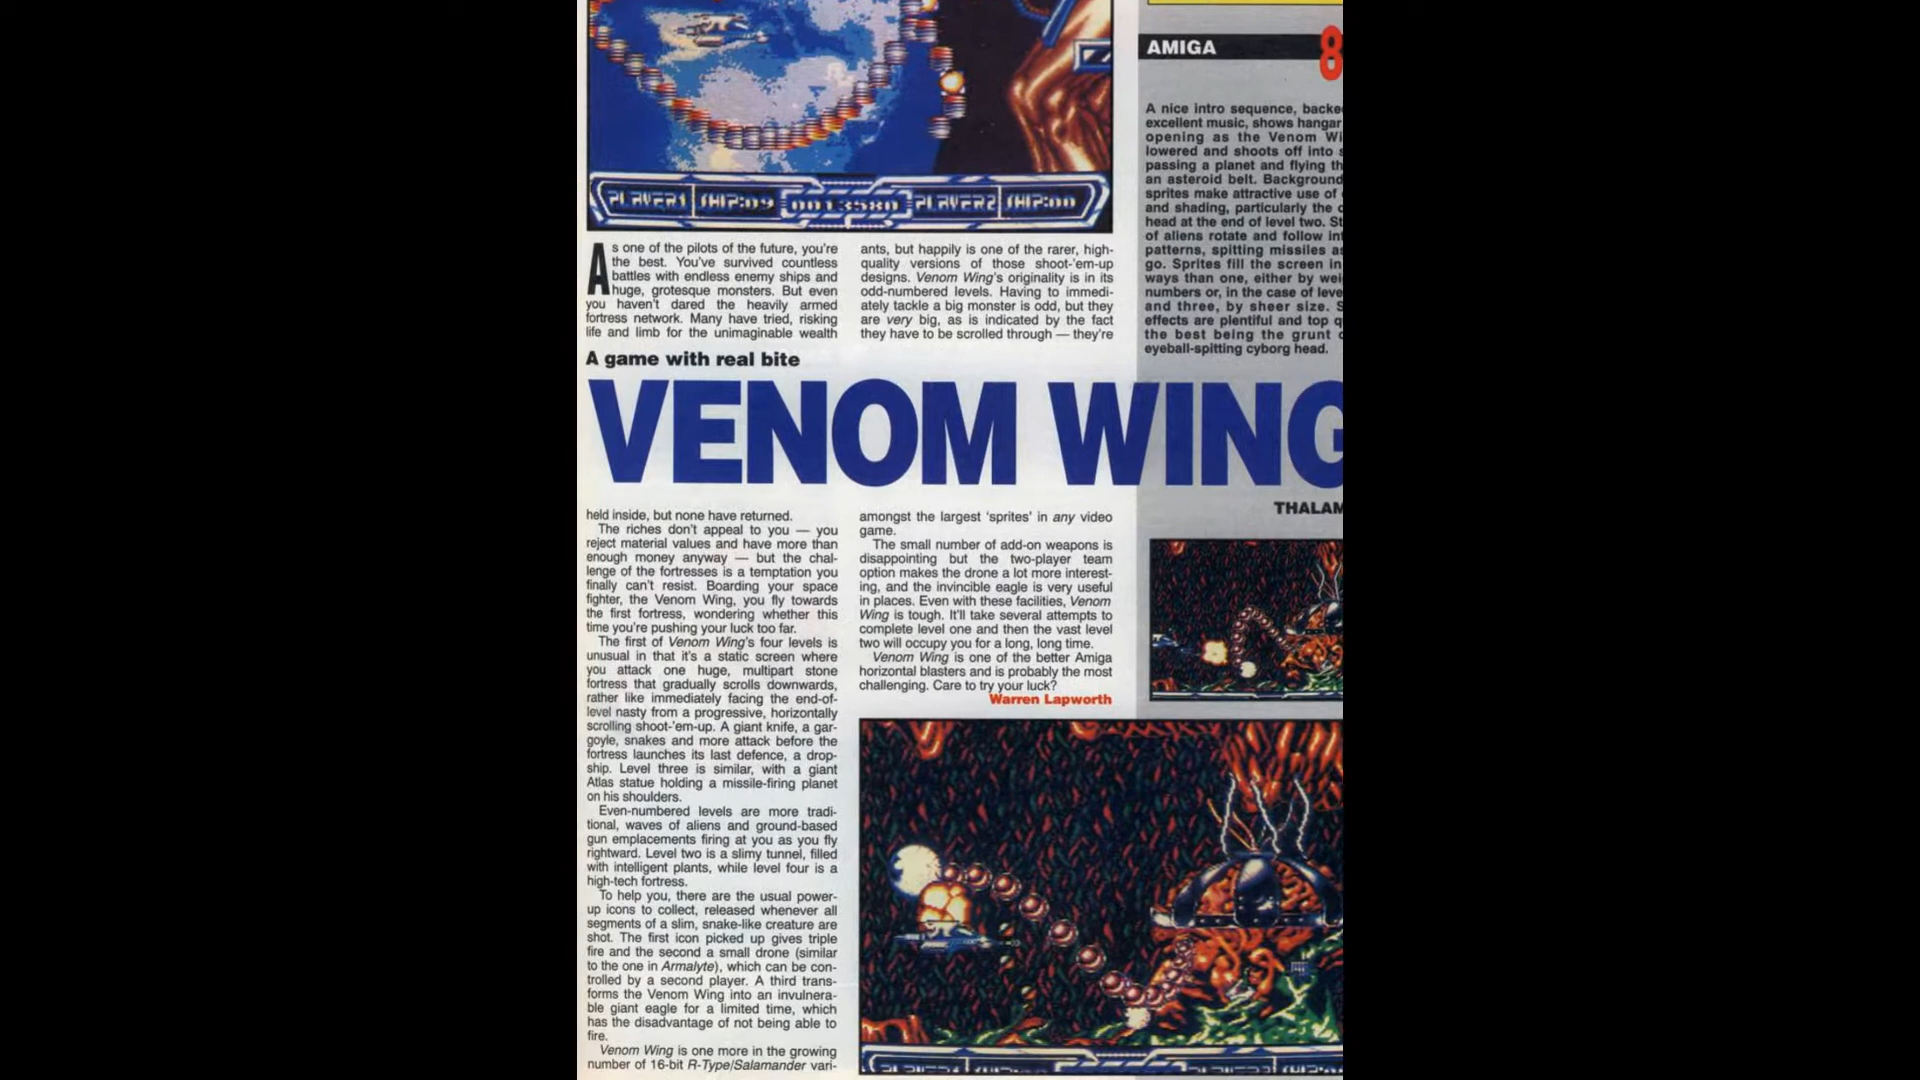 PLAYER1 SHIP:09 0013580 PLAYER2 SHIP:00
As one of the pilots of the future, you're
the best. You've survived countless
battles with endless enemy ships and
huge, grotesque monsters. But even
you haven't dared the heavily armed
fortress network. Many have tried, risking
life and limb for the unimaginable wealth
ants, but happily is one of the rarer, high-
quality versions of those shoot-'em-up
designs. Venom Wing's originality is in its
odd-numbered levels. Having to immedi-
ately tackle a big monster is odd, but they
are very big, as is indicated by the fact
they have to be scrolled through — they're
A game with real bite
VENOM WING
held inside, but none have returned.
The riches don't appeal to you — you
reject material values and have more than
enough money anyway — but the chal-
lenge of the fortresses is a temptation you
finally can't resist. Boarding your space
fighter, the Venom Wing, you fly towards
the first fortress, wondering whether this
time you're pushing your luck too far.
The first of Venom Wing's four levels is
unusual in that it's a static screen where
you attack one huge, multipart stone
fortress that gradually scrolls downwards,
rather like immediately facing the end-of-
level nasty from a progressive, horizontally
scrolling shoot-'em-up. A giant knife, a gar-
goyle, snakes and more attack before the
fortress launches its last defence, a drop-
ship. Level three is similar, with a giant
Atlas statue holding a missile-firing planet
on his shoulders.
Even-numbered levels are more tradi-
tional, waves of aliens and ground-based
gun emplacements firing at you as you fly
rightward. Level two is a slimy tunnel, filled
with intelligent plants, while level four is a
high-tech fortress.
To help you, there are the usual power-
up icons to collect, released whenever all
segments of a slim, snake-like creature are
shot. The first icon picked up gives triple
fire and the second a small drone (similar
to the one in Armalyte), which can be con-
trolled by a second player. A third trans-
forms the Venom Wing into an invulnera-
ble giant eagle for a limited time, which
has the disadvantage of not being able to
fire.
Venom Wing is one more in the growing
number of 16-bit R-Type/Salamander vari-
amongst the largest 'sprites' in any video
game.
The small number of add-on weapons is
disappointing but the two-player team
option makes the drone a lot more interest-
ing, and the invincible eagle is very useful
in places. Even with these facilities, Venom
Wing is tough. It'll take several attempts to
complete level one and then the vast level
two will occupy you for a long, long time.
Venom Wing is one of the better Amiga
horizontal blasters and is probably the most
challenging. Care to try your luck?
Warren Lapworth
AMIGA 8
A nice intro sequence, backe
excellent music, shows hangar
opening as the Venom Wi
lowered and shoots off into
passing a planet and flying th
an asteroid belt. Background
sprites make attractive use of
and shading, particularly the
head at the end of level two. St
of aliens rotate and follow in
patterns, spitting missiles as
go. Sprites fill the screen in
ways than one, either by wei
numbers or, in the case of leve
and three, by sheer size. S
effects are plentiful and top q
the best being the grunt
eyeball-spitting cyborg head.
THALAM